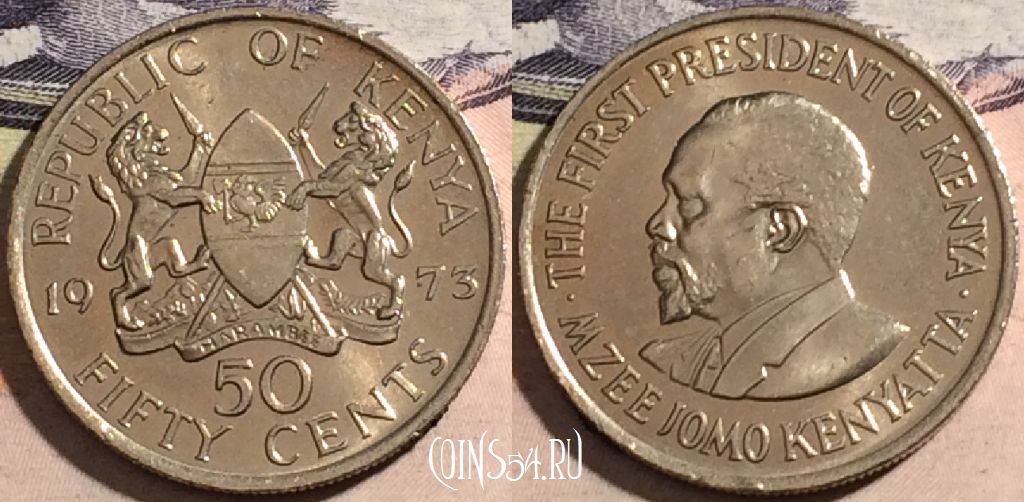 REPUBLIC OF KENYA
19 73
HARAMBEE
50
FIFTY CENTS
THE FIRST PRESIDENT OF KENYA ·
· MZEE JOMO KENYATTA
COINS54.RU